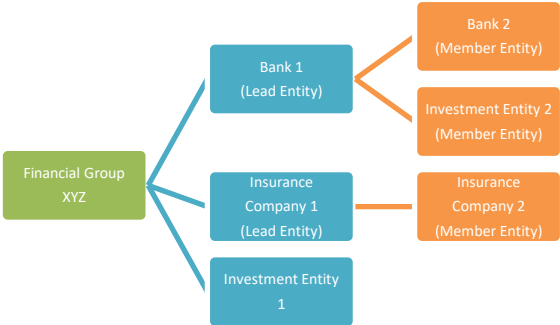 Bank 2
(Member Entity)
Bank 1
(Lead Entity)
Investment Entity 2
(Member Entity)
Financial Group
XYZ
Insurance
Company 1
(Lead Entity)
Insurance
Company 2
(Member Entity)
Investment Entity
1